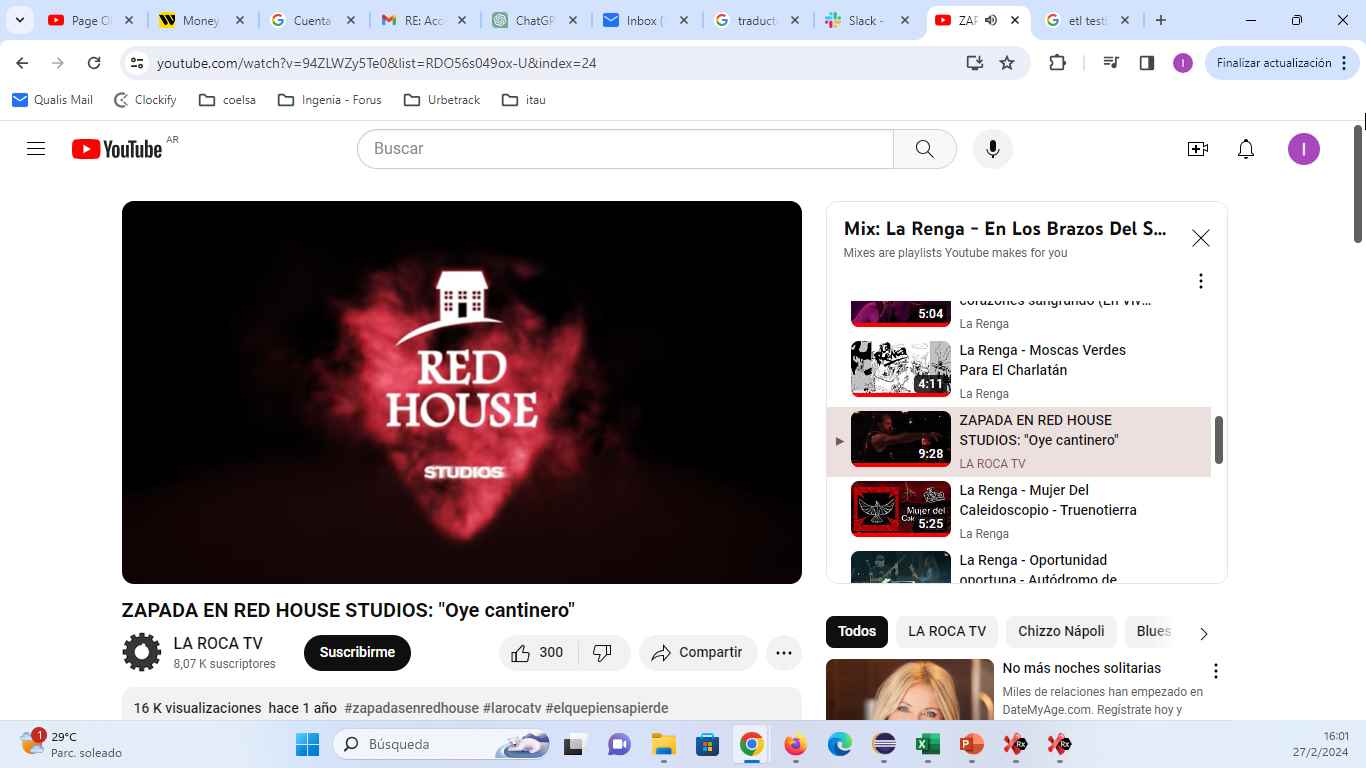 Page O
Money
Cuenta
RE: Acc
ChatGP
Inbox (
traduct
Slack -
ZAP
etl testi
youtube.com/watch?v=94ZLWZy5Te0&list=RDO56s049ox-U&index=24
I
Finalizar actualización
Qualis Mail
Clockify
coelsa
Ingenia - Forus
Urbetrack
itau
YouTube AR
Buscar
I
RED
HOUSE
STUDIOS
Mix: La Renga - En Los Brazos Del S...
Mixes are playlists Youtube makes for you
corazones sangrando (En Viv...
5:04
La Renga
La Renga - Moscas Verdes
Para El Charlatán
4:11
La Renga
ZAPADA EN RED HOUSE
STUDIOS: "Oye cantinero"
9:28
LA ROCA TV
La Renga - Mujer Del
Caleidoscopio - Truenotierra
Mujer del
5:25
La Renga
La Renga - Oportunidad
oportuna - Autódromo de
ZAPADA EN RED HOUSE STUDIOS: "Oye cantinero"
LA ROCA TV
8,07 K suscriptores
Suscribirme
300
Compartir
16 K visualizaciones hace 1 año #zapadasenredhouse #larocatv #elquepiensapierde
Todos
LA ROCA TV
Chizzo Nápoli
Blues
No más noches solitarias
Miles de relaciones han empezado en
DateMyAge.com. Regístrate hoy y
1
29°C
Parc. soleado
Búsqueda
Rx
Rx
16:01
27/2/2024